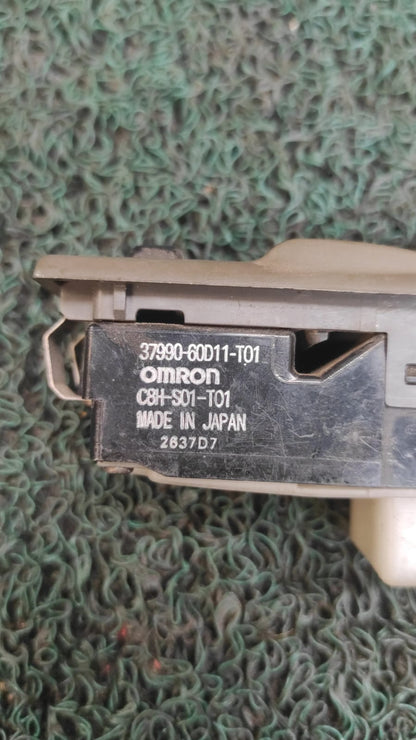 37990-60D11-T01
OMRON
C8H-S01-T01
MADE IN JAPAN
2637D7